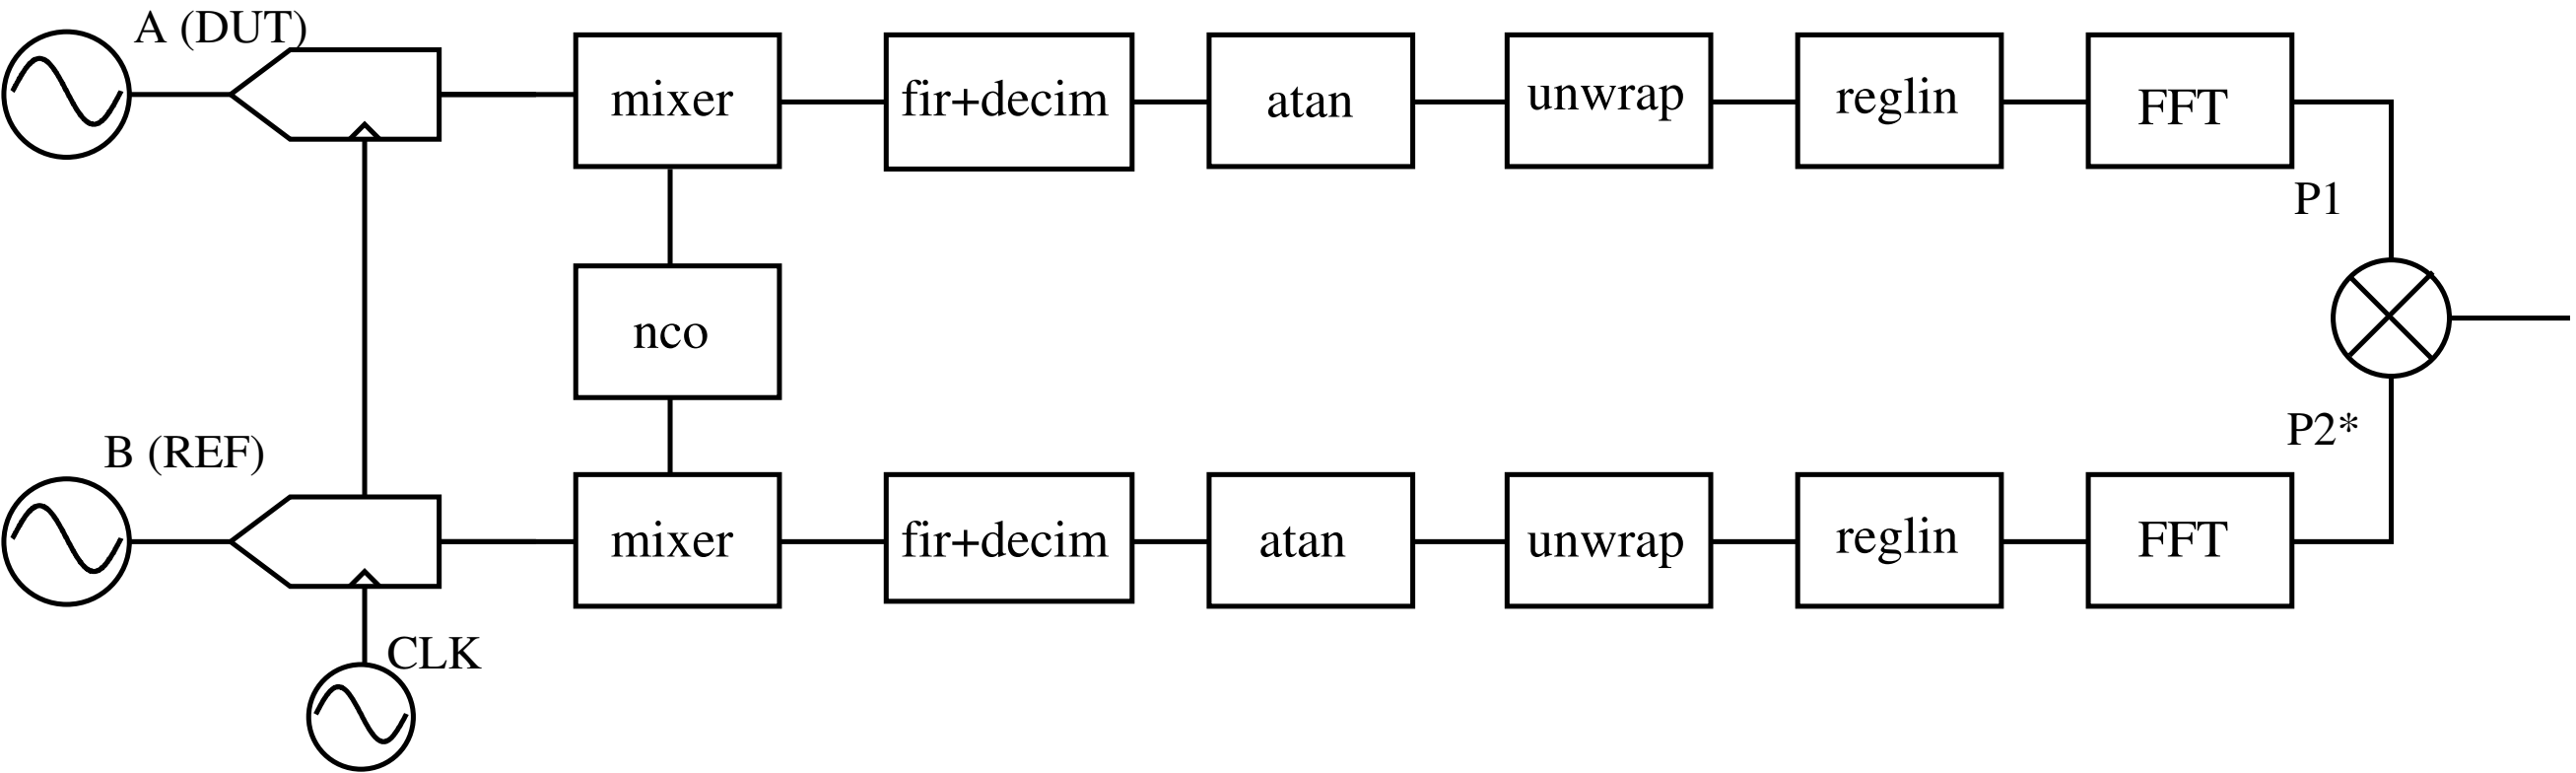 A (DUT)
mixer
fir+decim
atan
unwrap
reglin
FFT
P1
nco
P2*
B (REF)
mixer
fir+decim
atan
unwrap
reglin
FFT
CLK